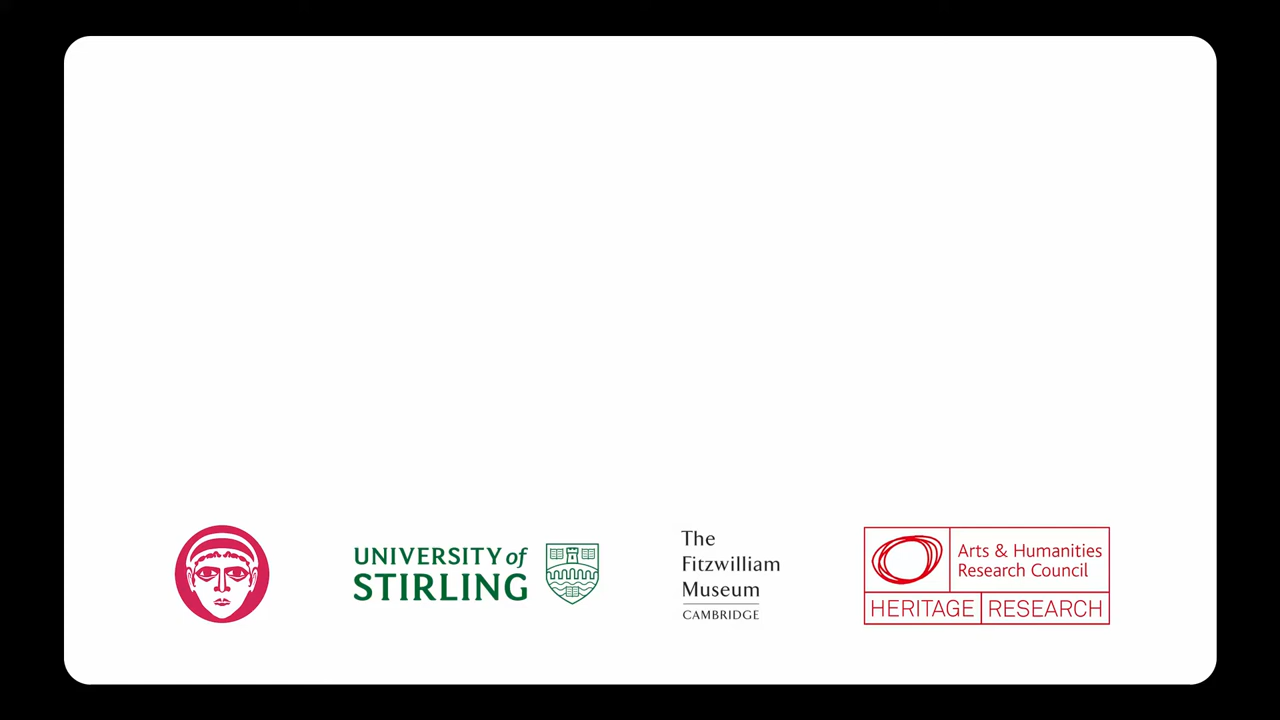 UNIVERSITY of
STIRLING
The
Fitzwilliam
Museum
CAMBRIDGE
Arts & Humanities
Research Council
HERITAGE RESEARCH